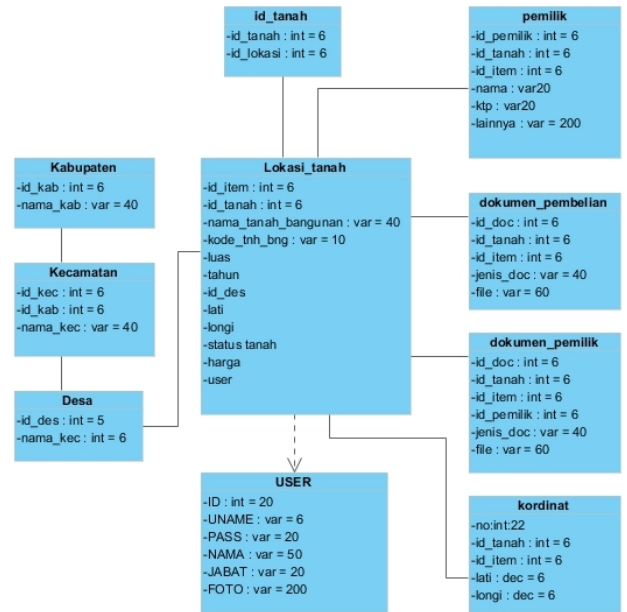 id_tanah
-id_tanah : int = 6
-id_lokasi : int = 6
pemilik
-id_pemilik : int = 6
-id_tanah : int = 6
-id_item : int = 6
-nama : var20
-ktp : var20
-lainnya : var = 200
Kabupaten
-id_kab : int = 6
-nama_kab : var = 40
Kecamatan
-id_kec : int = 6
-id_kab : int = 6
-nama_kec : var = 40
Desa
-id_des : int = 5
-nama_kec : int = 6
Lokasi_tanah
-id_item : int = 6
-id_tanah : int = 6
-nama_tanah_bangunan : var = 40
-kode_tnh_bng : var = 10
-luas
-tahun
-id_des
-lati
-longi
-status tanah
-harga
-user
dokumen_pembelian
-id_doc : int = 6
-id_tanah : int = 6
-id_item : int = 6
-jenis_doc : var = 40
-file : var = 60
dokumen_pemilik
-id_doc : int = 6
-id_tanah : int = 6
-id_item : int = 6
-id_pemilik : int = 6
-jenis_doc : var = 40
-file : var = 60
USER
-ID : int = 20
-UNAME : var = 6
-PASS : var = 20
-NAMA : var = 50
-JABAT : var = 20
-FOTO : var = 200
kordinat
-no:int:22
-id_tanah : int = 6
-id_item : int = 6
-lati : dec = 6
-longi : dec = 6